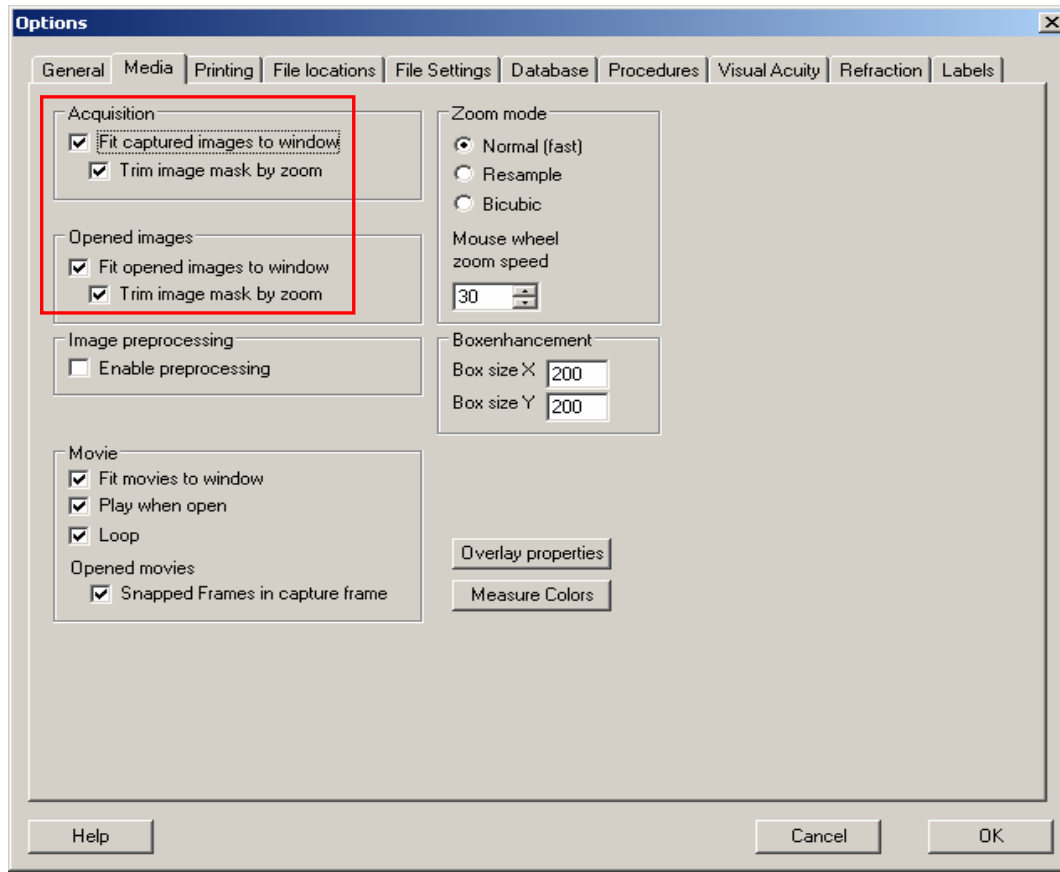 Options
General Media Printing File locations File Settings Database Procedures Visual Acuity Refraction Labels
Acquisition
Fit captured images to window
Trim image mask by zoom
Opened images
Fit opened images to window
Trim image mask by zoom
Image preprocessing
Enable preprocessing
Movie
Fit movies to window
Play when open
Loop
Opened movies
Snapped Frames in capture frame
Zoom mode
Normal (fast)
Resample
Bicubic
Mouse wheel
zoom speed
30
Boxenhancement
Box size X 200
Box size Y 200
Overlay properties
Measure Colors
Help Cancel OK